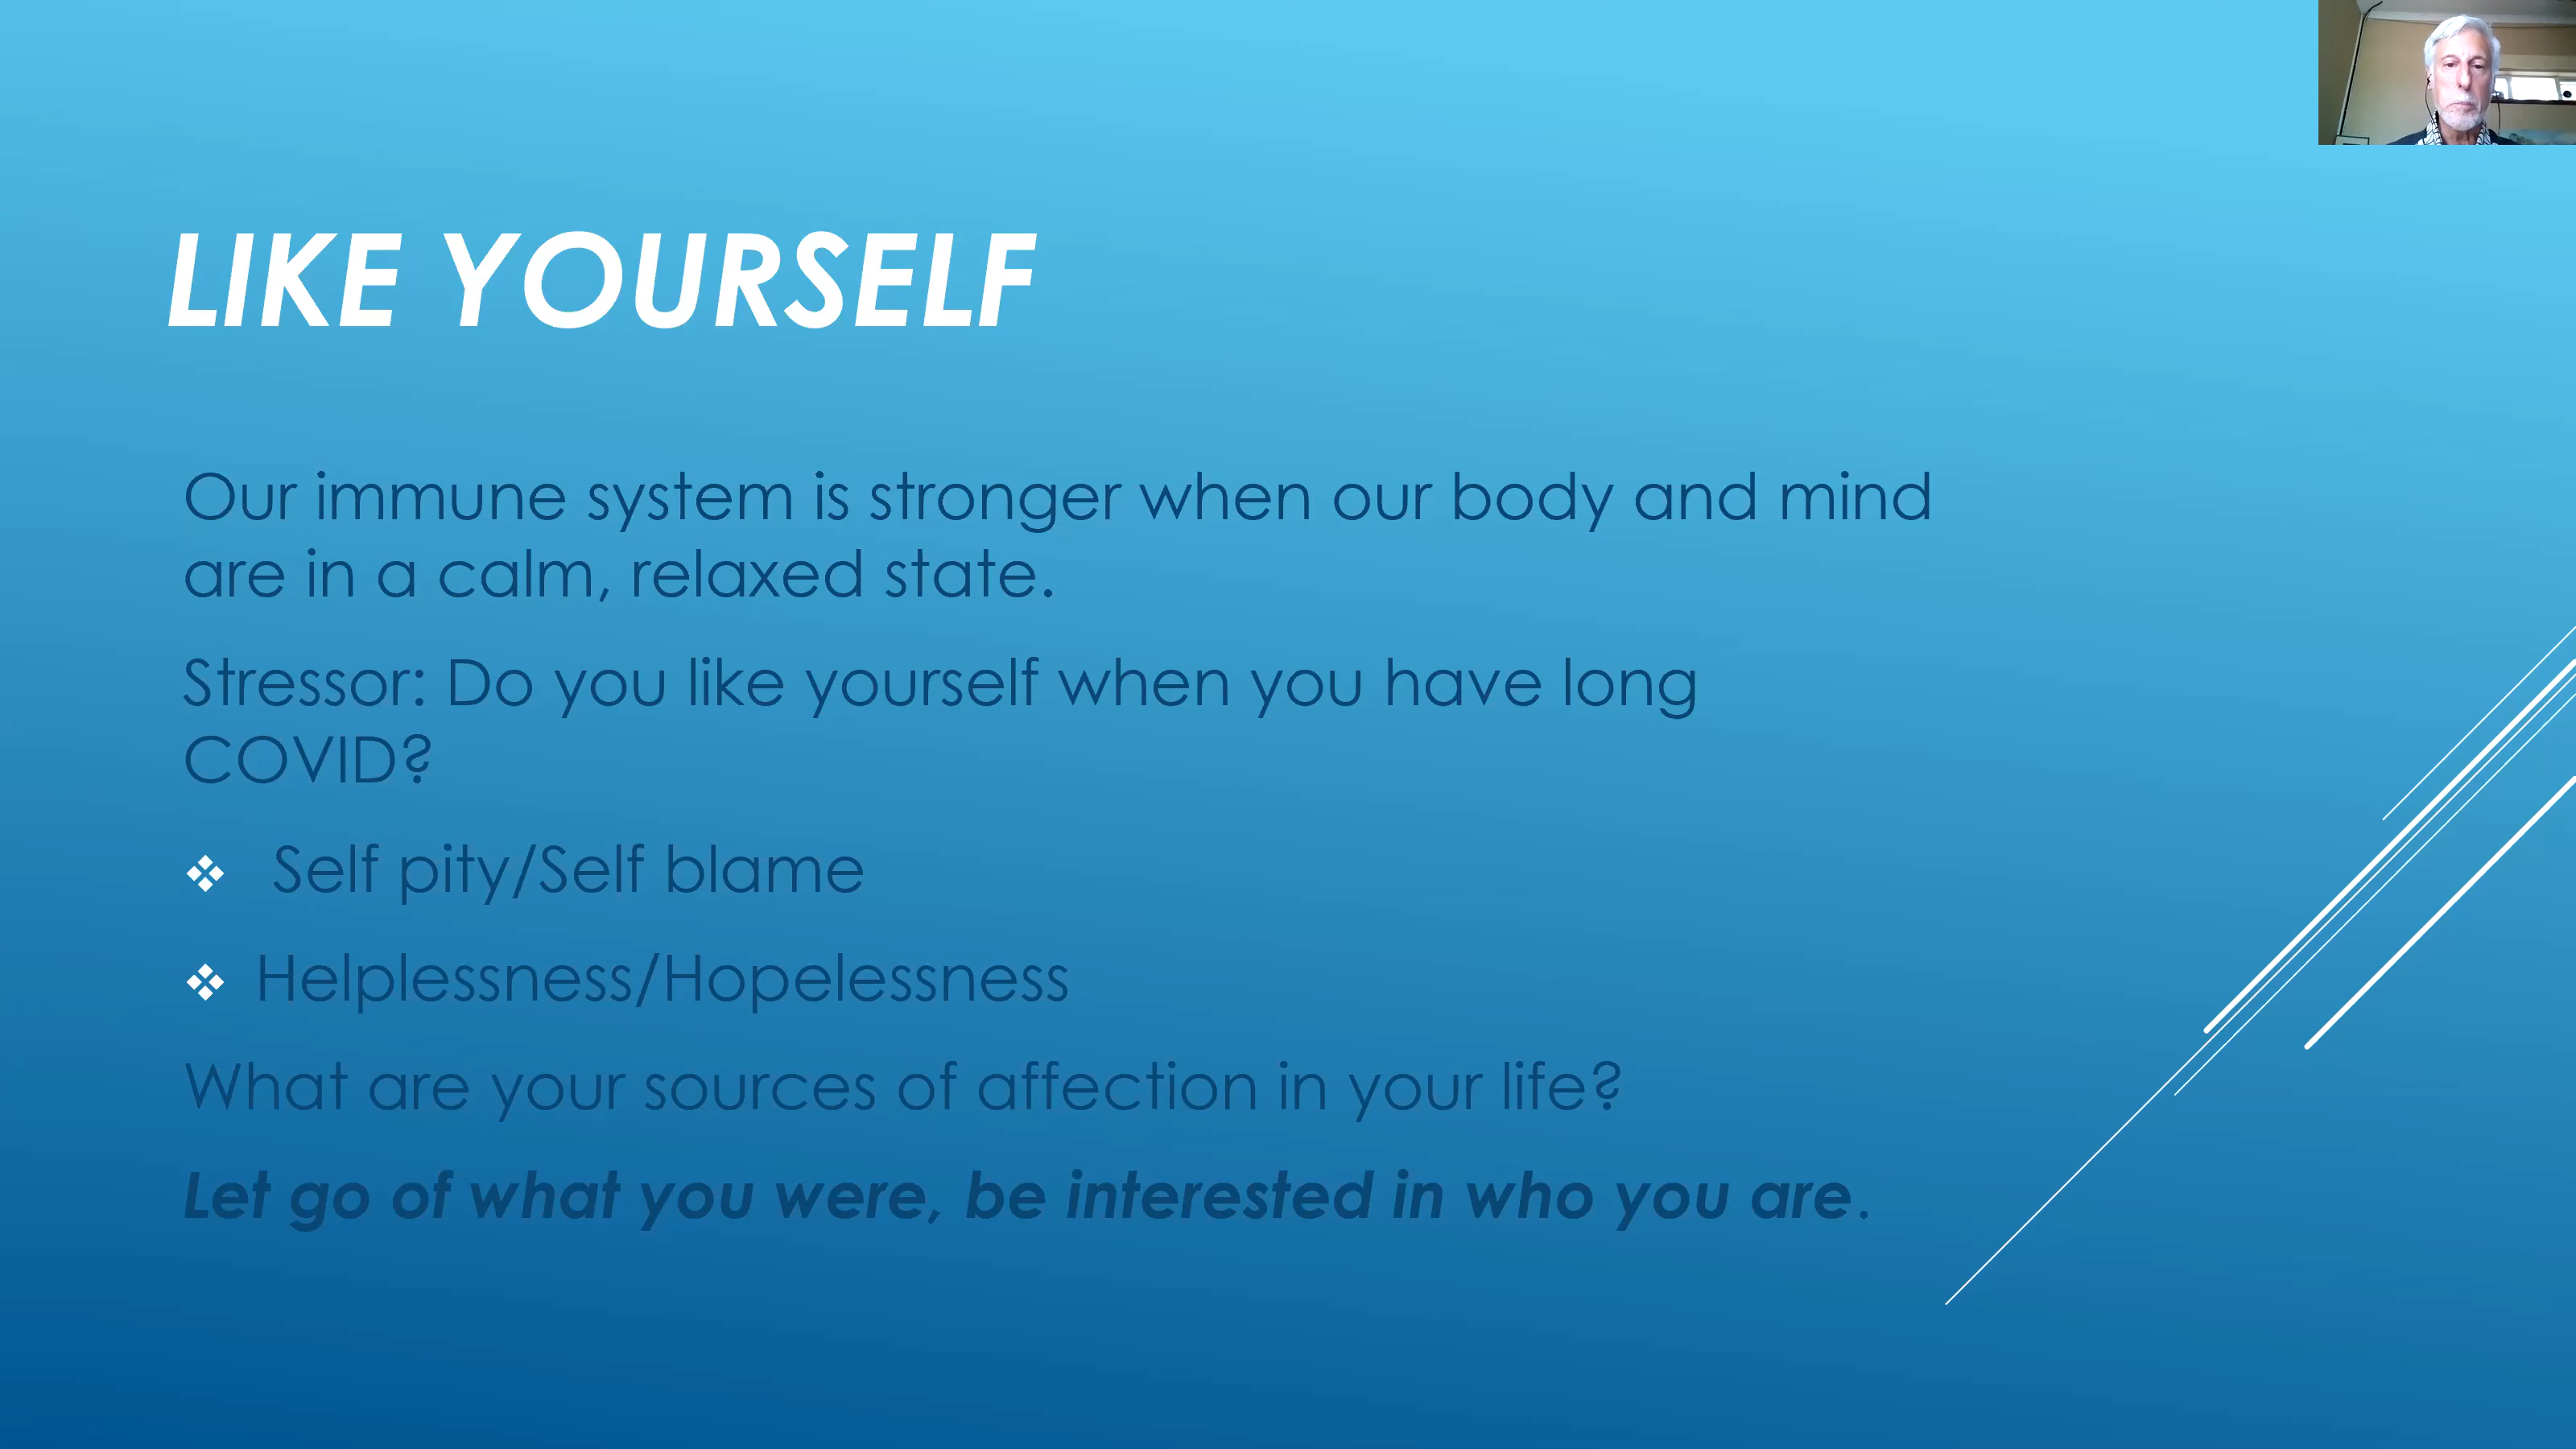 LIKE YOURSELF
Our immune system is stronger when our body and mind
are in a calm, relaxed state.
Stressor: Do you like yourself when you have long
COVID?
❖ Self pity/Self blame
❖ Helplessness/Hopelessness
What are your sources of affection in your life?
Let go of what you were, be interested in who you are.